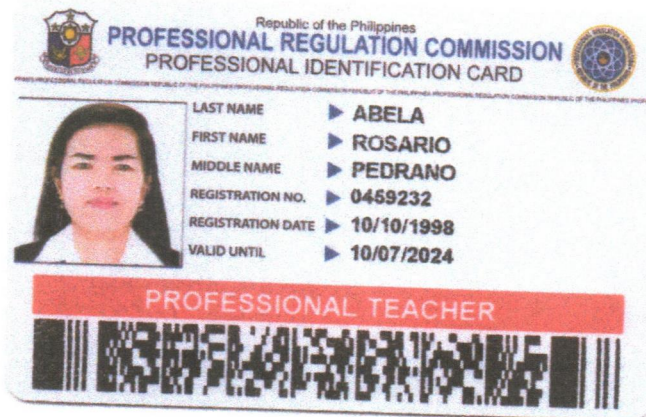 Republic of the Philippines
PROFESSIONAL REGULATION COMMISSION
PROFESSIONAL IDENTIFICATION CARD
LAST NAME ▶ ABELA
FIRST NAME ▶ ROSARIO
MIDDLE NAME ▶ PEDRANO
REGISTRATION NO. ▶ 0459232
REGISTRATION DATE ▶ 10/10/1998
VALID UNTIL ▶ 10/07/2024
PROFESSIONAL TEACHER